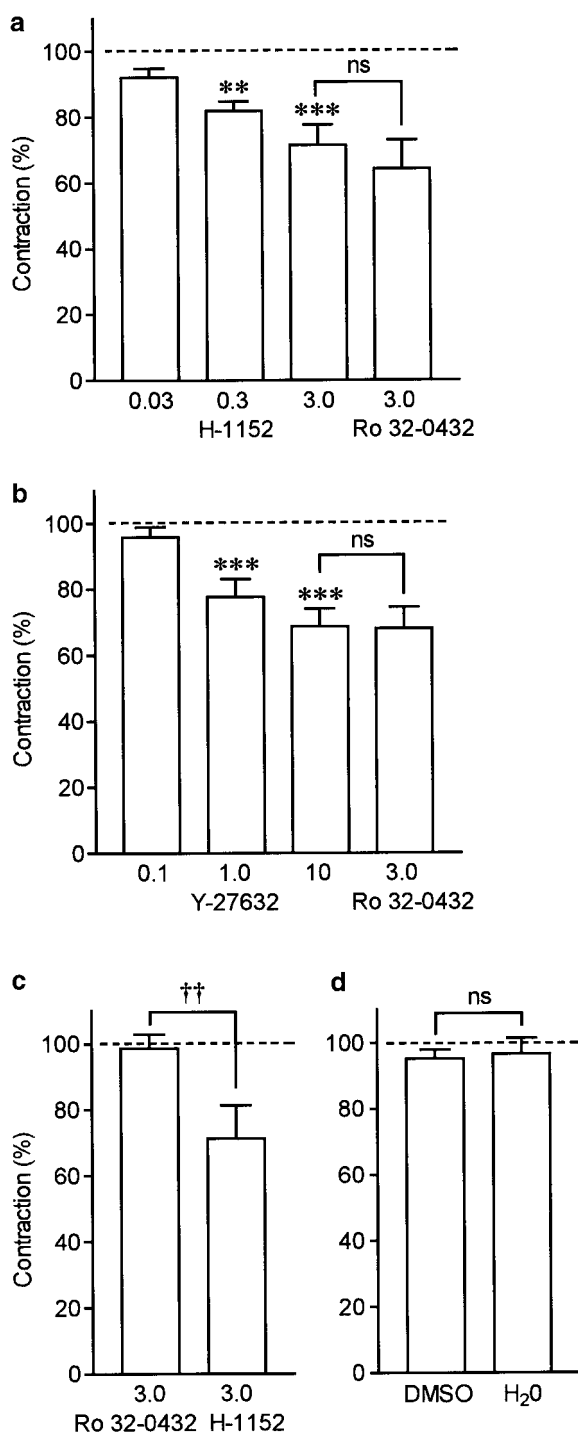 a
Contraction (%)
100
80
60
40
20
0
**
***
ns
0.03 0.3 3.0 3.0
H-1152 Ro 32-0432
b
Contraction (%)
100
80
60
40
20
0
***
***
ns
0.1 1.0 10 3.0
Y-27632 Ro 32-0432
c
Contraction (%)
100
80
60
40
20
0
††
3.0 3.0
Ro 32-0432 H-1152
d
100
80
60
40
20
0
ns
DMSO H₂0